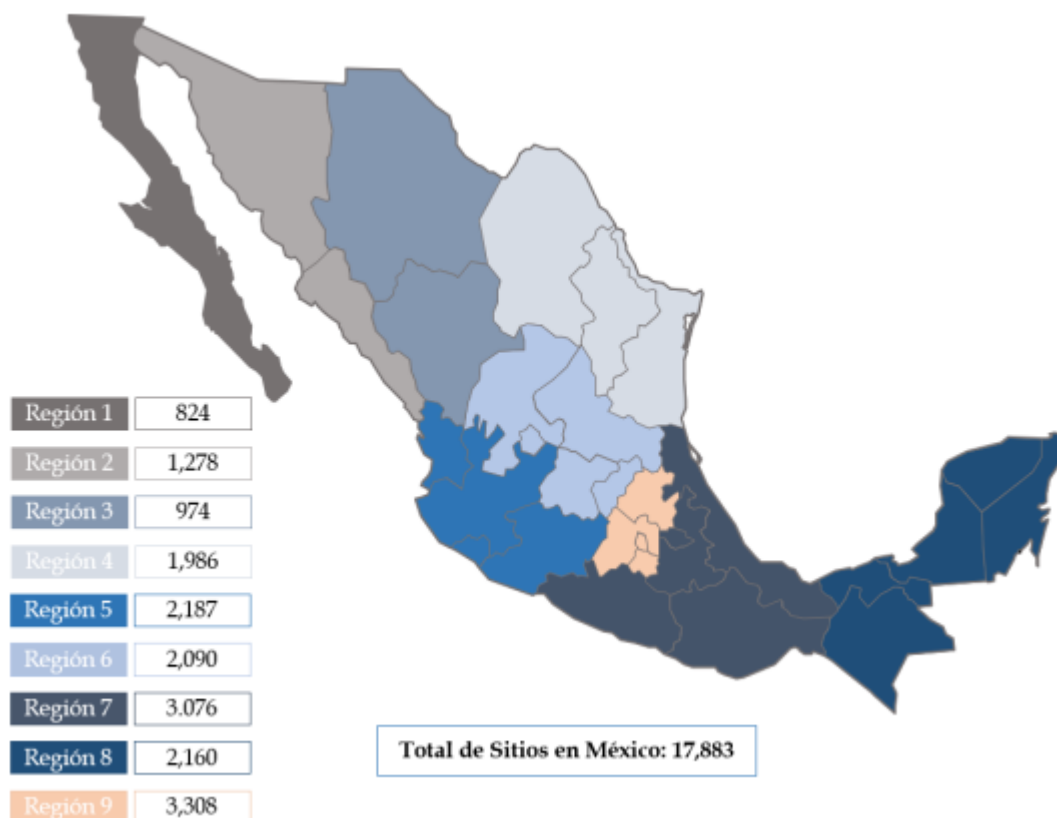 Región 1 824
Región 2 1,278
Región 3 974
Región 4 1,986
Región 5 2,187
Región 6 2,090
Región 7 3.076
Región 8 2,160
Región 9 3,308
Total de Sitios en México: 17,883